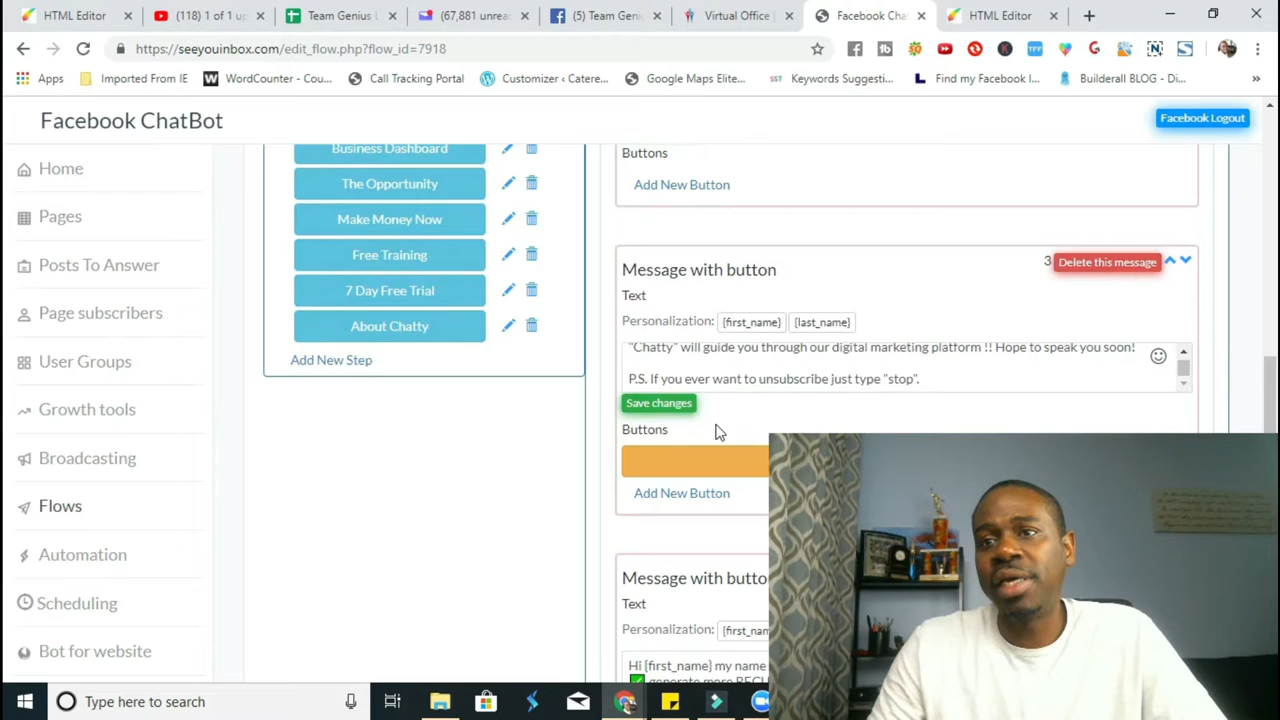 HTML Editor
(118) 1 of 1 u
Team Genius
(67,881 unrea
(5) Team Geni
Virtual Office |
Facebook Cha
HTML Editor
https://seeyouinbox.com/edit_flow.php?flow_id=7918
Apps
Imported From IE
WordCounter - Cou...
Call Tracking Portal
Customizer ‹ Catere...
Google Maps Elite...
Keywords Suggesti...
Find my Facebook I...
Builderall BLOG - Di...
»
Facebook ChatBot
Facebook Logout
Home
Pages
Posts To Answer
Page subscribers
User Groups
Growth tools
Broadcasting
Flows
Automation
Scheduling
Bot for website
Business Dashboard
The Opportunity
Make Money Now
Free Training
7 Day Free Trial
About Chatty
Add New Step
Buttons
Add New Button
Message with button
3
Delete this message
Text
Personalization: {first_name} {last_name}
"Chatty" will guide you through our digital marketing platform !! Hope to speak you soon!
P.S. If you ever want to unsubscribe just type "stop".
Save changes
Buttons
Add New Button
Message with butto
Text
Personalization: {first_nam
Hi {first_name} my name
generate more RECU
Type here to search